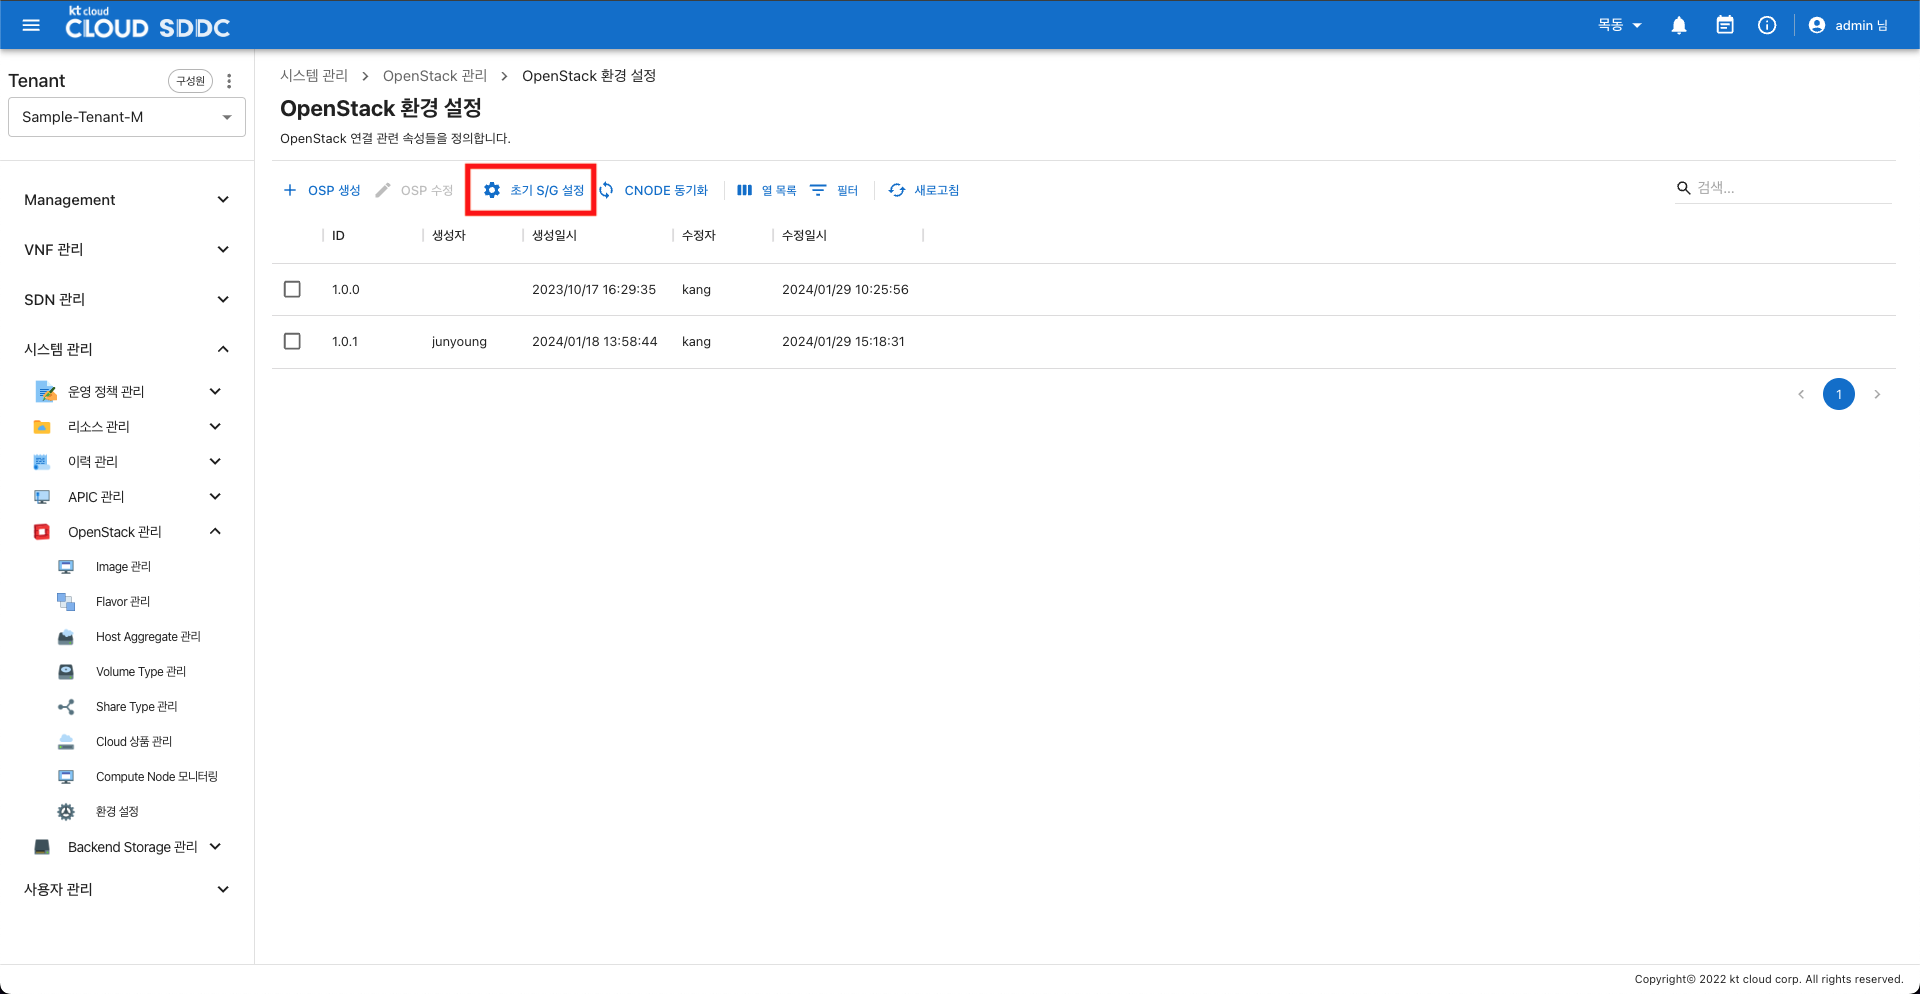 kt cloud
CLOUD SDDC
목동
admin 님
Tenant
구성원
Sample-Tenant-M
Management
VNF 관리
SDN 관리
시스템 관리
운영 정책 관리
리소스 관리
이력 관리
APIC 관리
OpenStack 관리
Image 관리
Flavor 관리
Host Aggregate 관리
Volume Type 관리
Share Type 관리
Cloud 상품 관리
Compute Node 모니터링
환경 설정
Backend Storage 관리
사용자 관리
시스템 관리 > OpenStack 관리 > OpenStack 환경 설정
OpenStack 환경 설정
OpenStack 연결 관련 속성들을 정의합니다.
OSP 생성 OSP 수정 초기 S/G 설정 CNODE 동기화 열 목록 필터 새로고침 검색...
ID 생성자 생성일시 수정자 수정일시
1.0.0 2023/10/17 16:29:35 kang 2024/01/29 10:25:56
1.0.1 junyoung 2024/01/18 13:58:44 kang 2024/01/29 15:18:31
1
Copyright© 2022 kt cloud corp. All rights reserved.